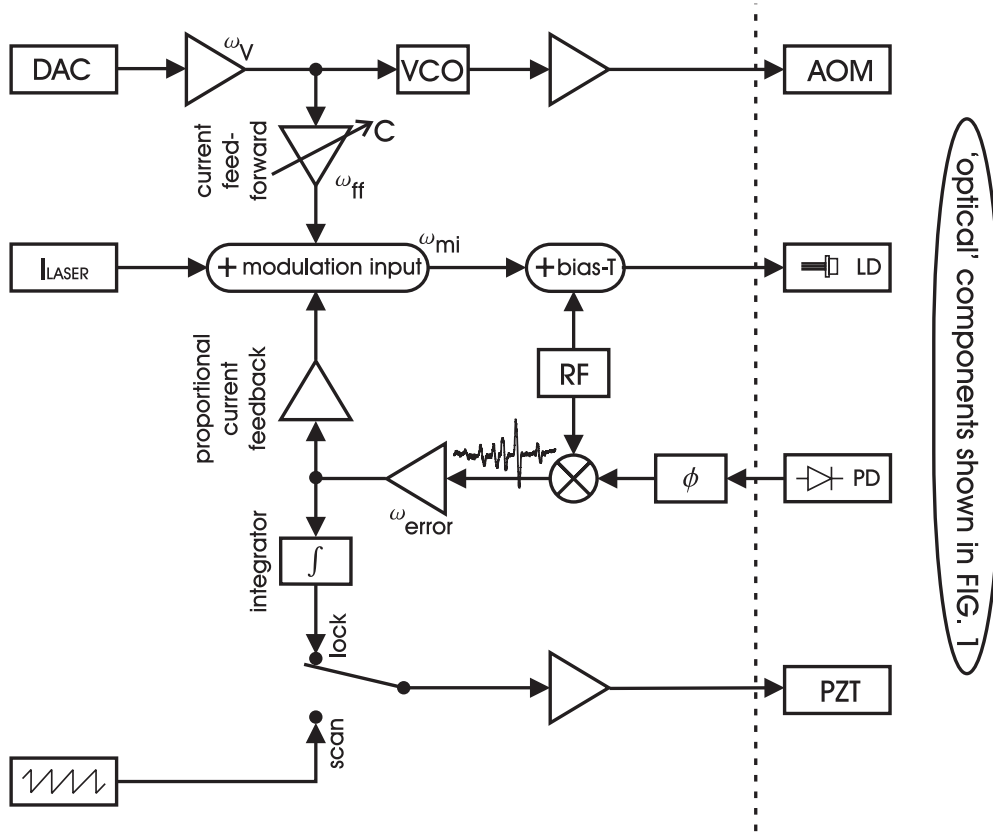 DAC
ω_V
VCO
AOM
current
feed-
forward
C
ω_ff
I_LASER
+ modulation input
ω_mi
+ bias-T
LD
proportional
current
feedback
RF
ω_error
ϕ
PD
integrator
∫
lock
scan
PZT
'optical' components shown in FIG. 1